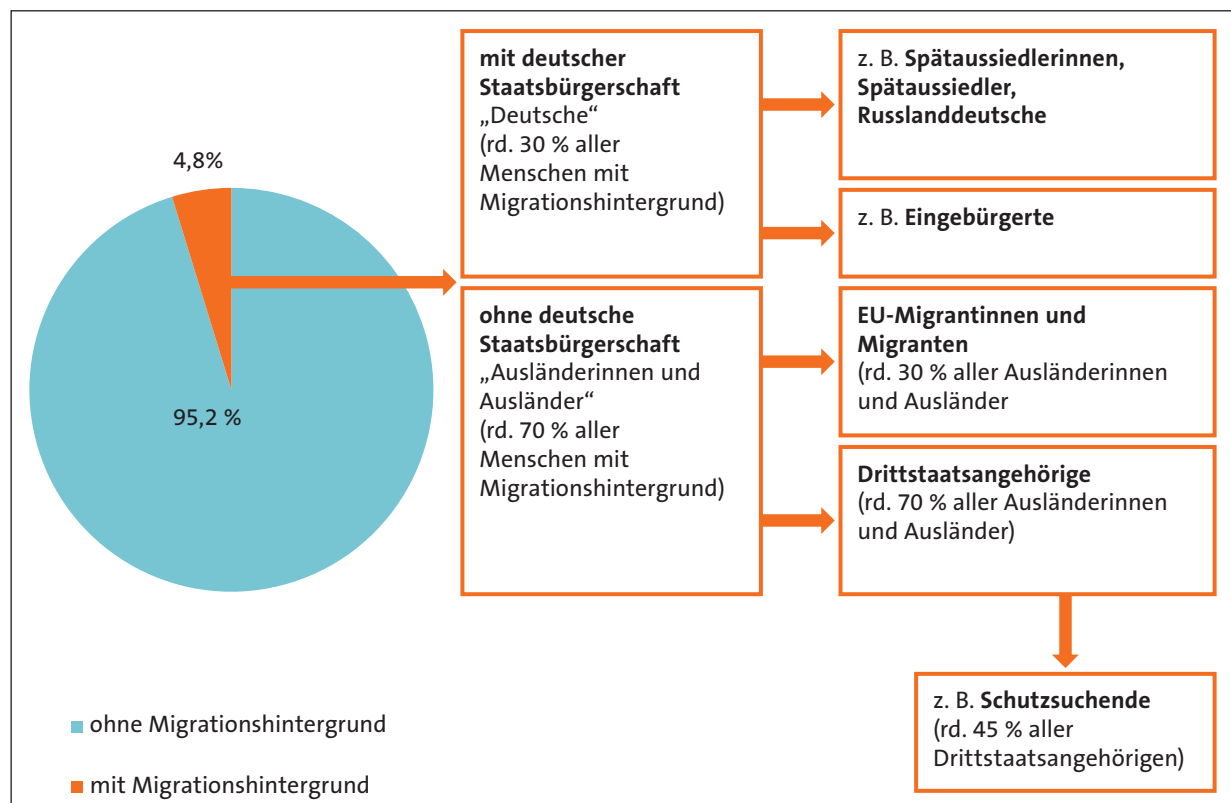 4,8%
95,2 %
ohne Migrationshintergrund
mit Migrationshintergrund
mit deutscher
Staatsbürgerschaft
„Deutsche“
(rd. 30 % aller
Menschen mit
Migrationshintergrund)
ohne deutsche
Staatsbürgerschaft
„Ausländerinnen und
Ausländer“
(rd. 70 % aller
Menschen mit
Migrationshintergrund)
z. B. Spätaussiedlerinnen,
Spätaussiedler,
Russlanddeutsche
z. B. Eingebürgerte
EU-Migrantinnen und
Migranten
(rd. 30 % aller Ausländerinnen
und Ausländer
Drittstaatsangehörige
(rd. 70 % aller Ausländerinnen
und Ausländer)
z. B. Schutzsuchende
(rd. 45 % aller
Drittstaatsangehörigen)